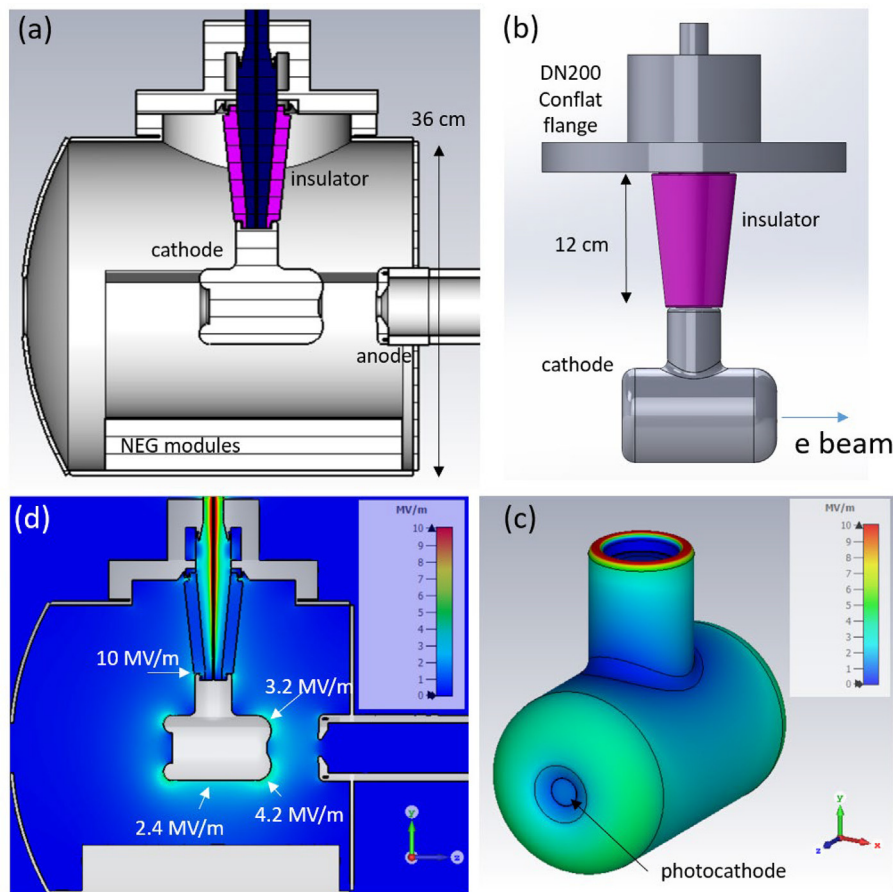 (a)
36 cm
insulator
cathode
anode
NEG modules
(b)
DN200
Conflat
flange
insulator
12 cm
cathode
e beam
(d)
MV/m
10
9
8
7
6
5
4
3
2
1
0
10 MV/m
3.2 MV/m
2.4 MV/m
4.2 MV/m
y
z
(c)
MV/m
10
9
8
7
6
5
4
3
2
1
0
photocathode
y
z
x